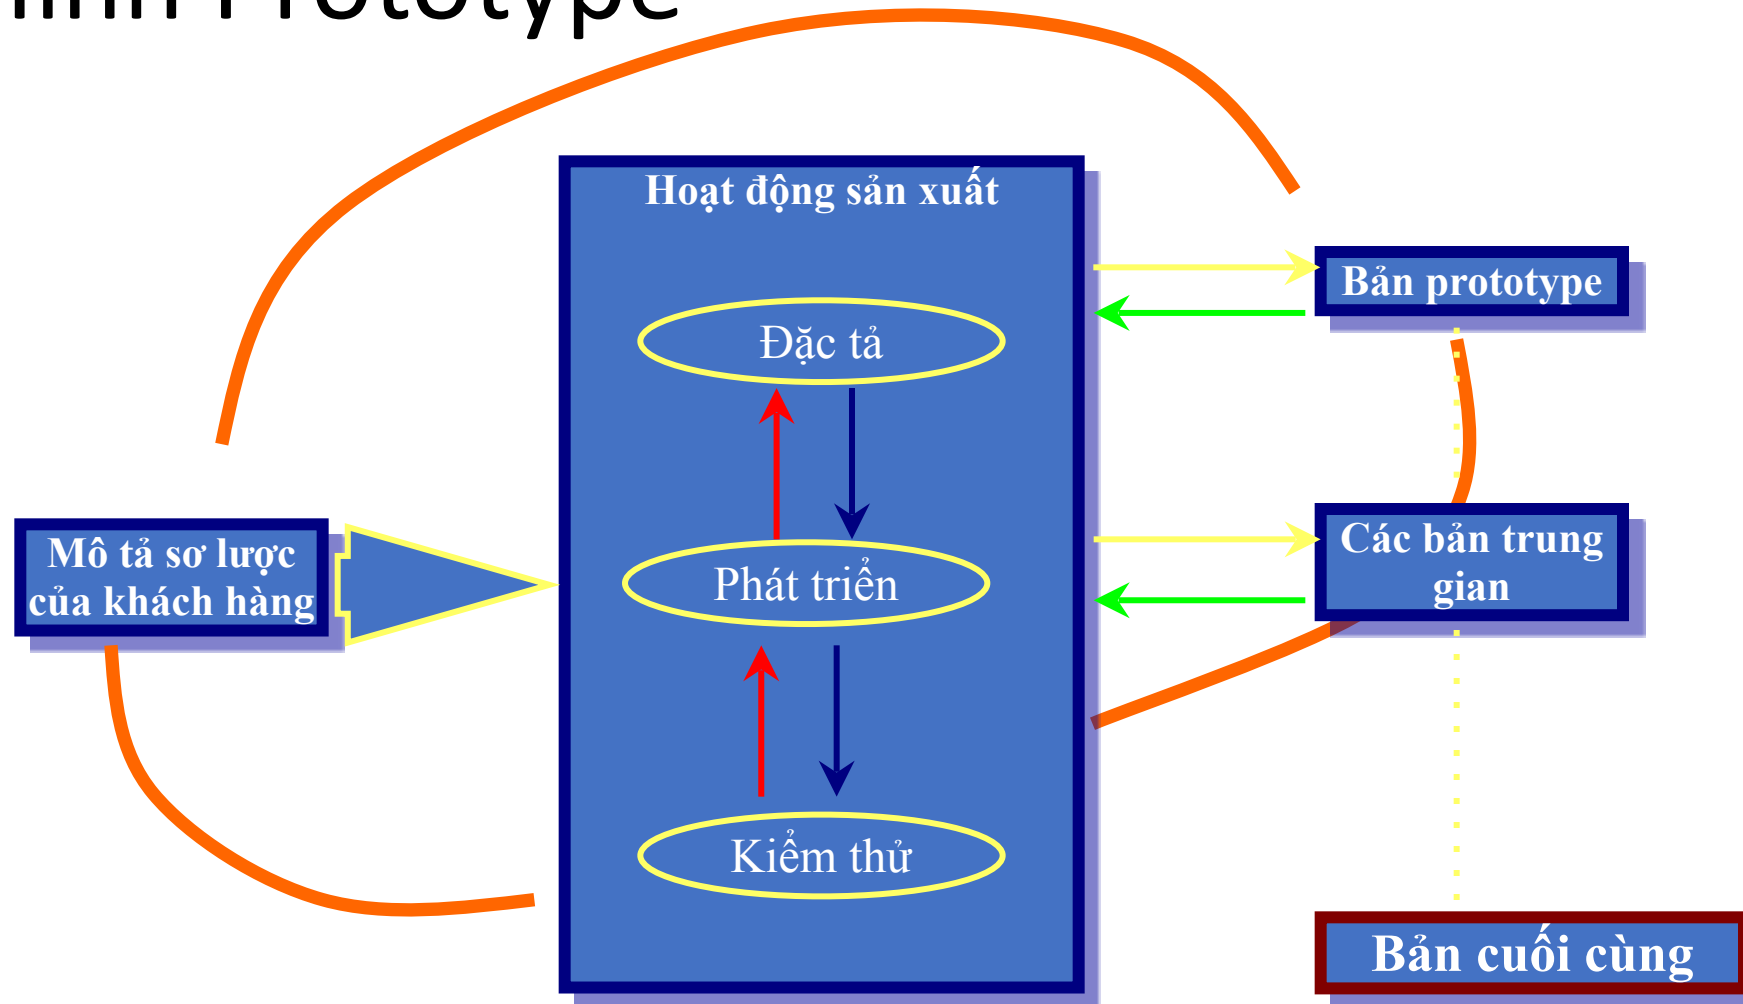 Prototype
Hoạt động sản xuất
Bản prototype
Đặc tả
Mô tả sơ lược
của khách hàng
Phát triển
Các bản trung
gian
Kiểm thử
Bản cuối cùng